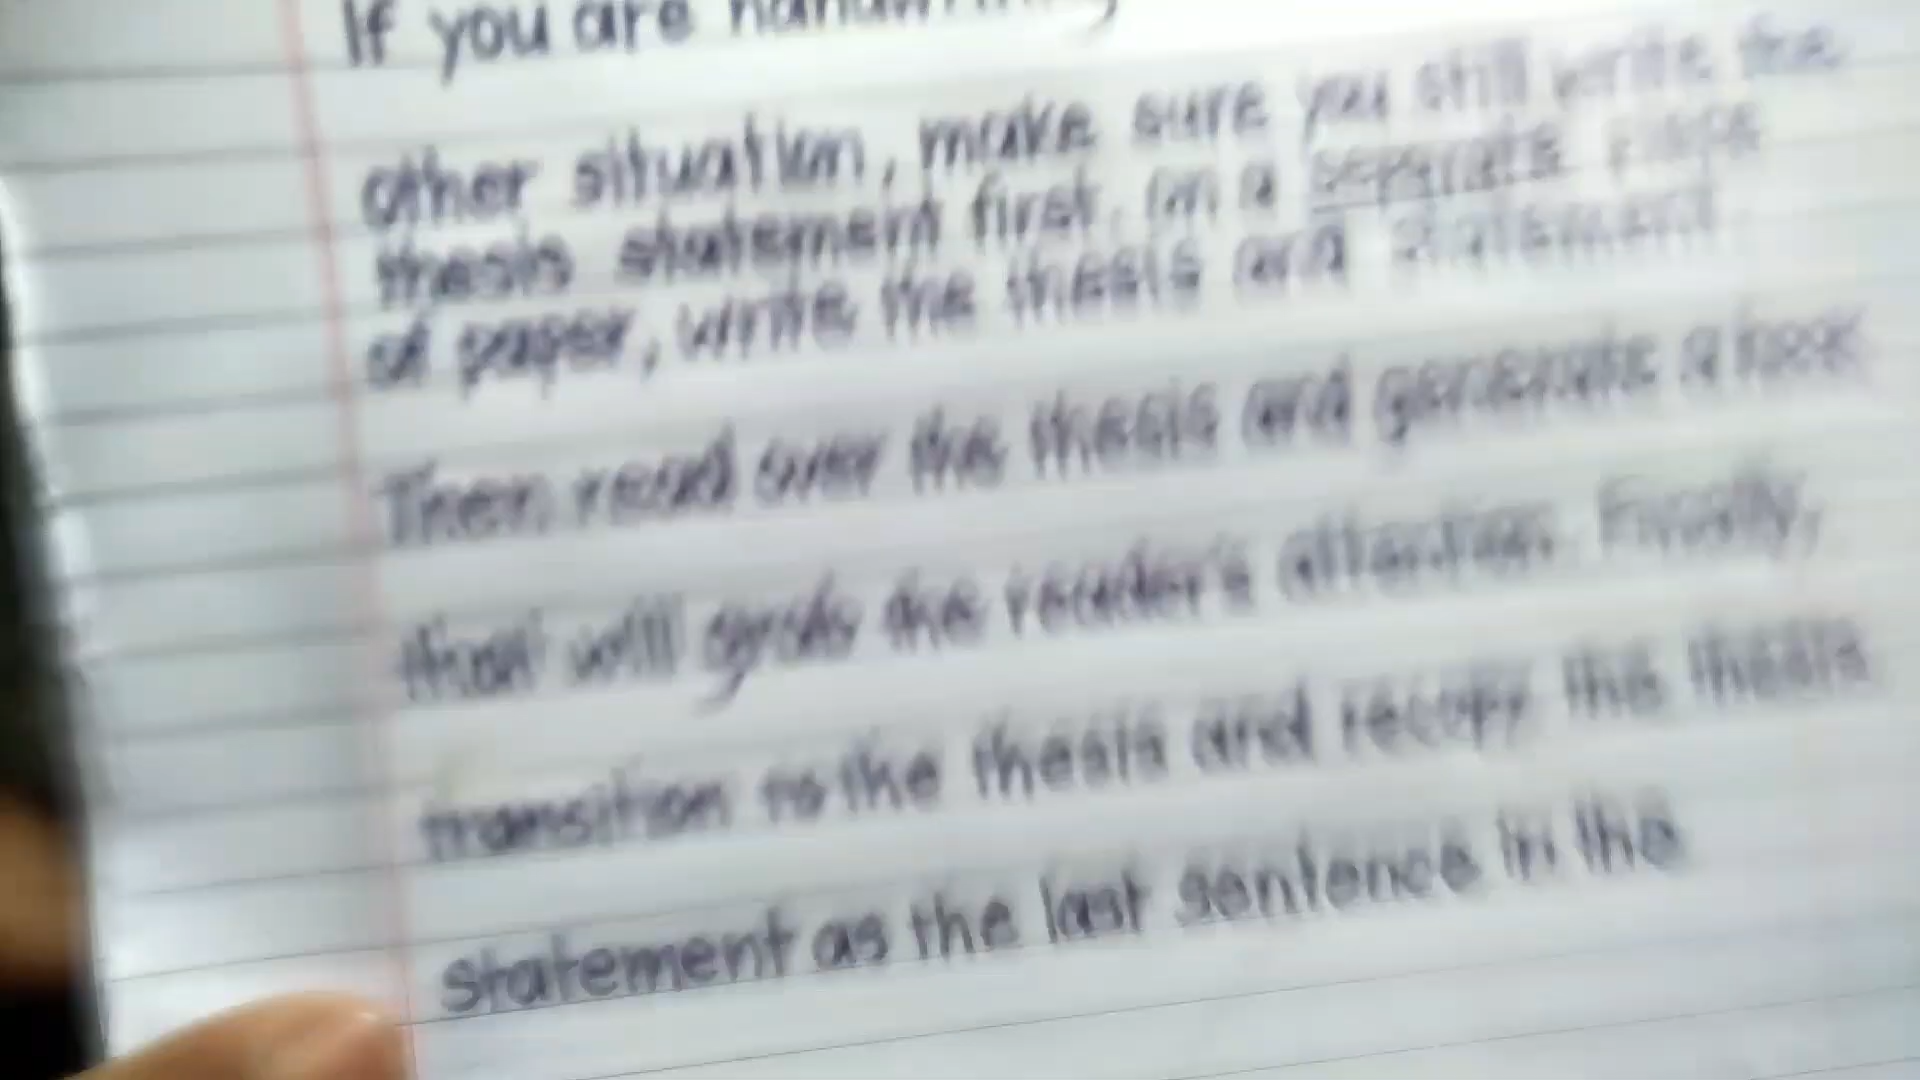 If you are
other situation, make sure you still write the
thesis statement first. On a separate piece
of paper, write the thesis and statement.
Then read over the thesis and generate a hook
that will grab the reader's attention. Finally,
transition to the thesis and recopy the thesis
statement as the last sentence in the